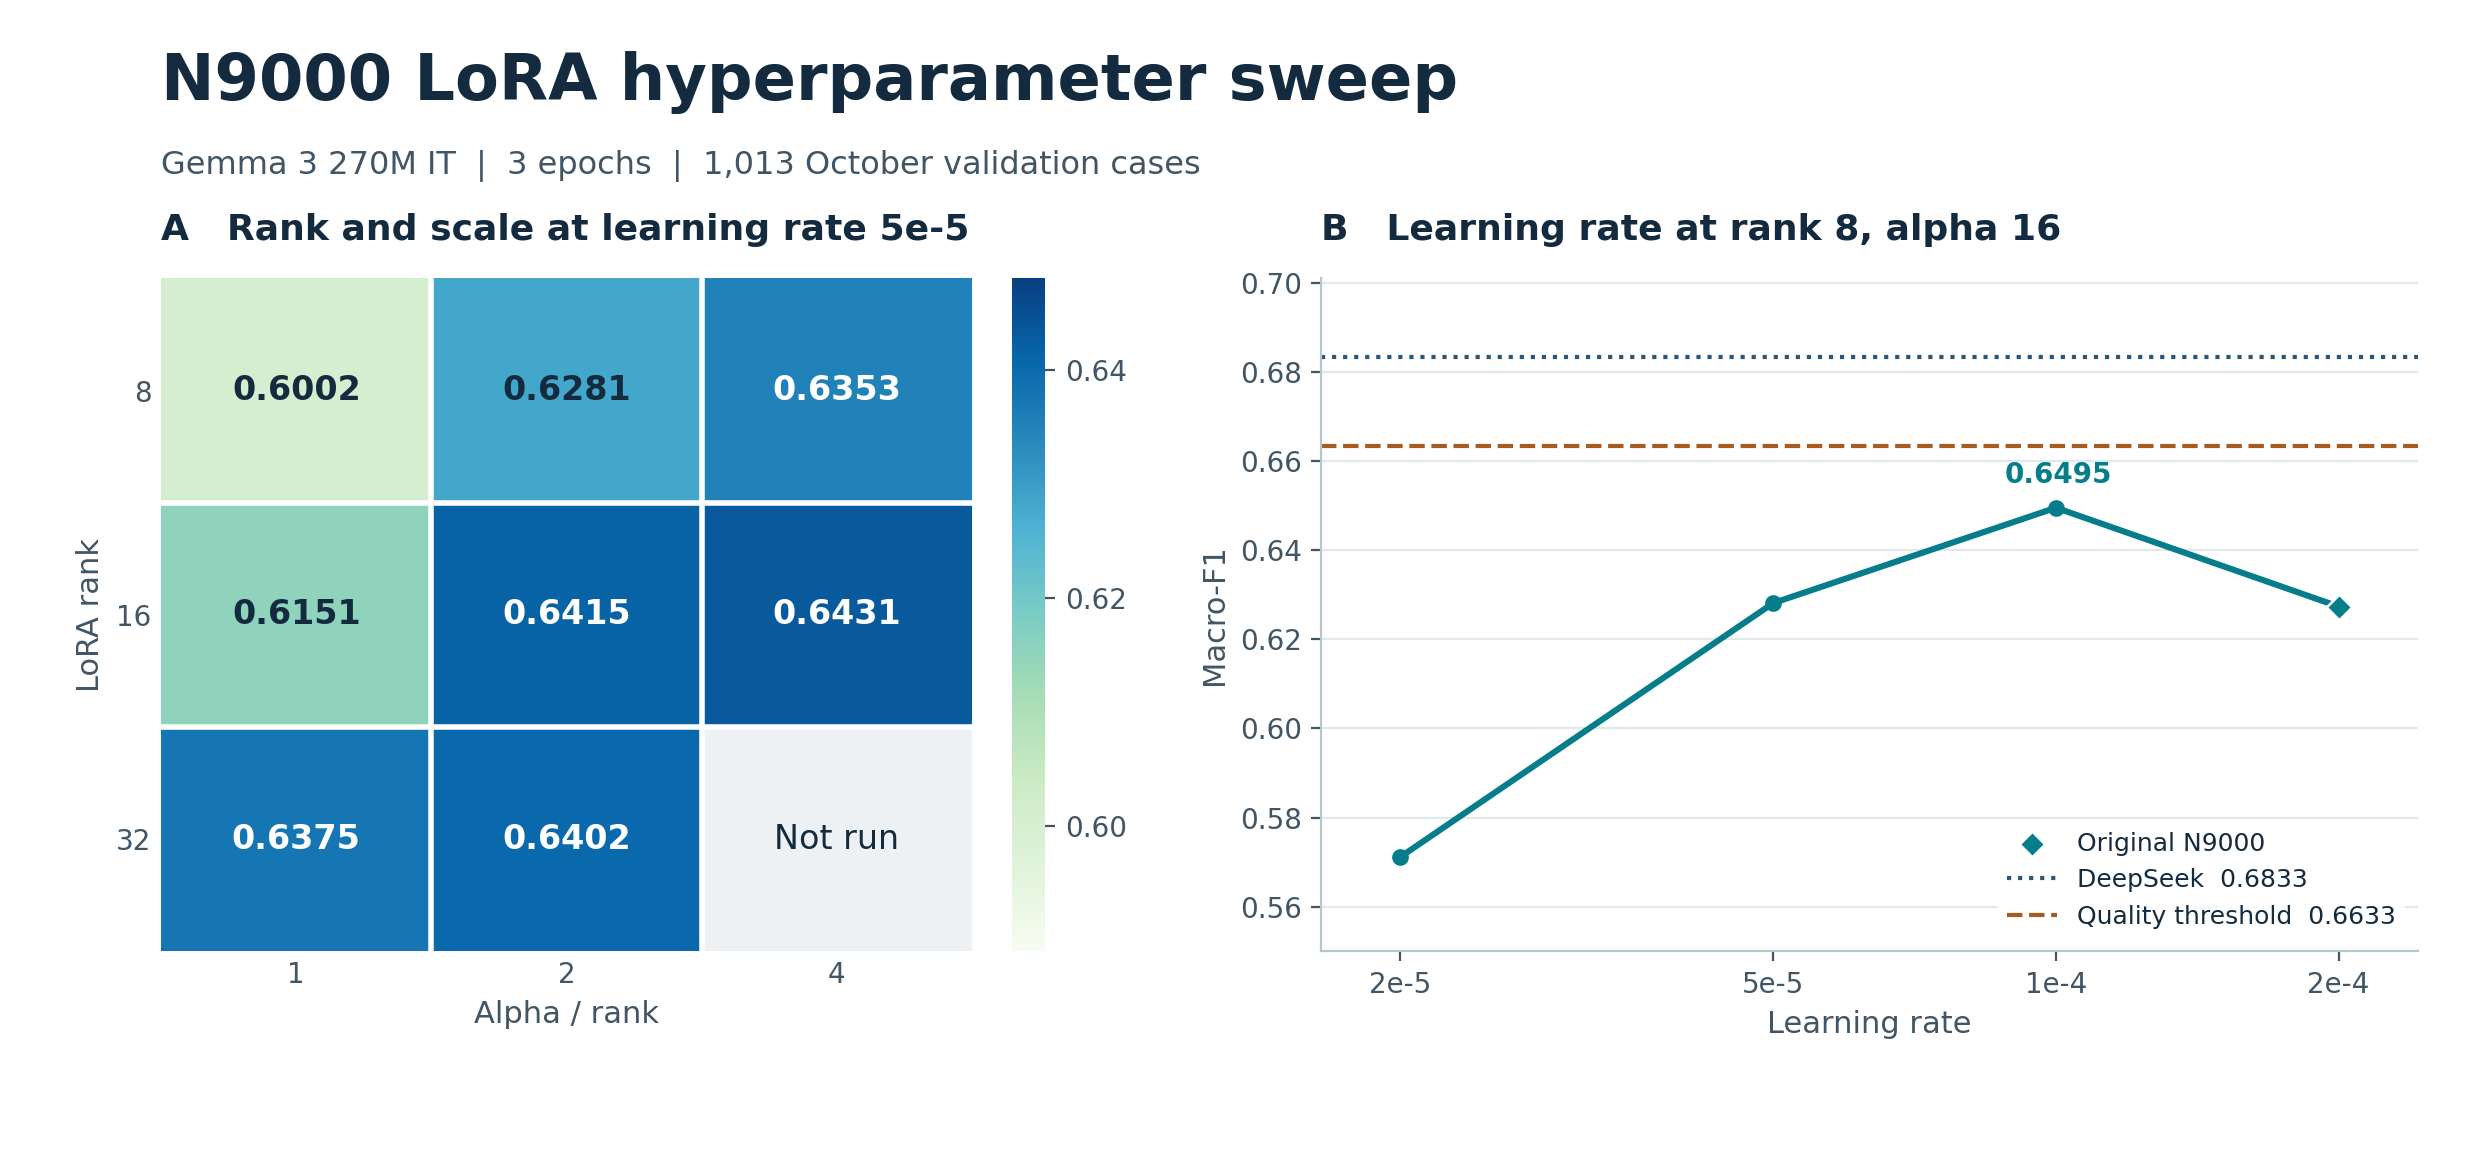 N9000 LoRA hyperparameter sweep
Gemma 3 270M IT | 3 epochs | 1,013 October validation cases
A Rank and scale at learning rate 5e-5
LoRA rank
8
16
32
0.6002 0.6281 0.6353
0.6151 0.6415 0.6431
0.6375 0.6402 Not run
1 2 4
Alpha / rank
0.64
0.62
0.60
B Learning rate at rank 8, alpha 16
Macro-F1
0.70
0.68
0.66
0.64
0.62
0.60
0.58
0.56
0.6495
Original N9000
DeepSeek 0.6833
Quality threshold 0.6633
2e-5 5e-5 1e-4 2e-4
Learning rate